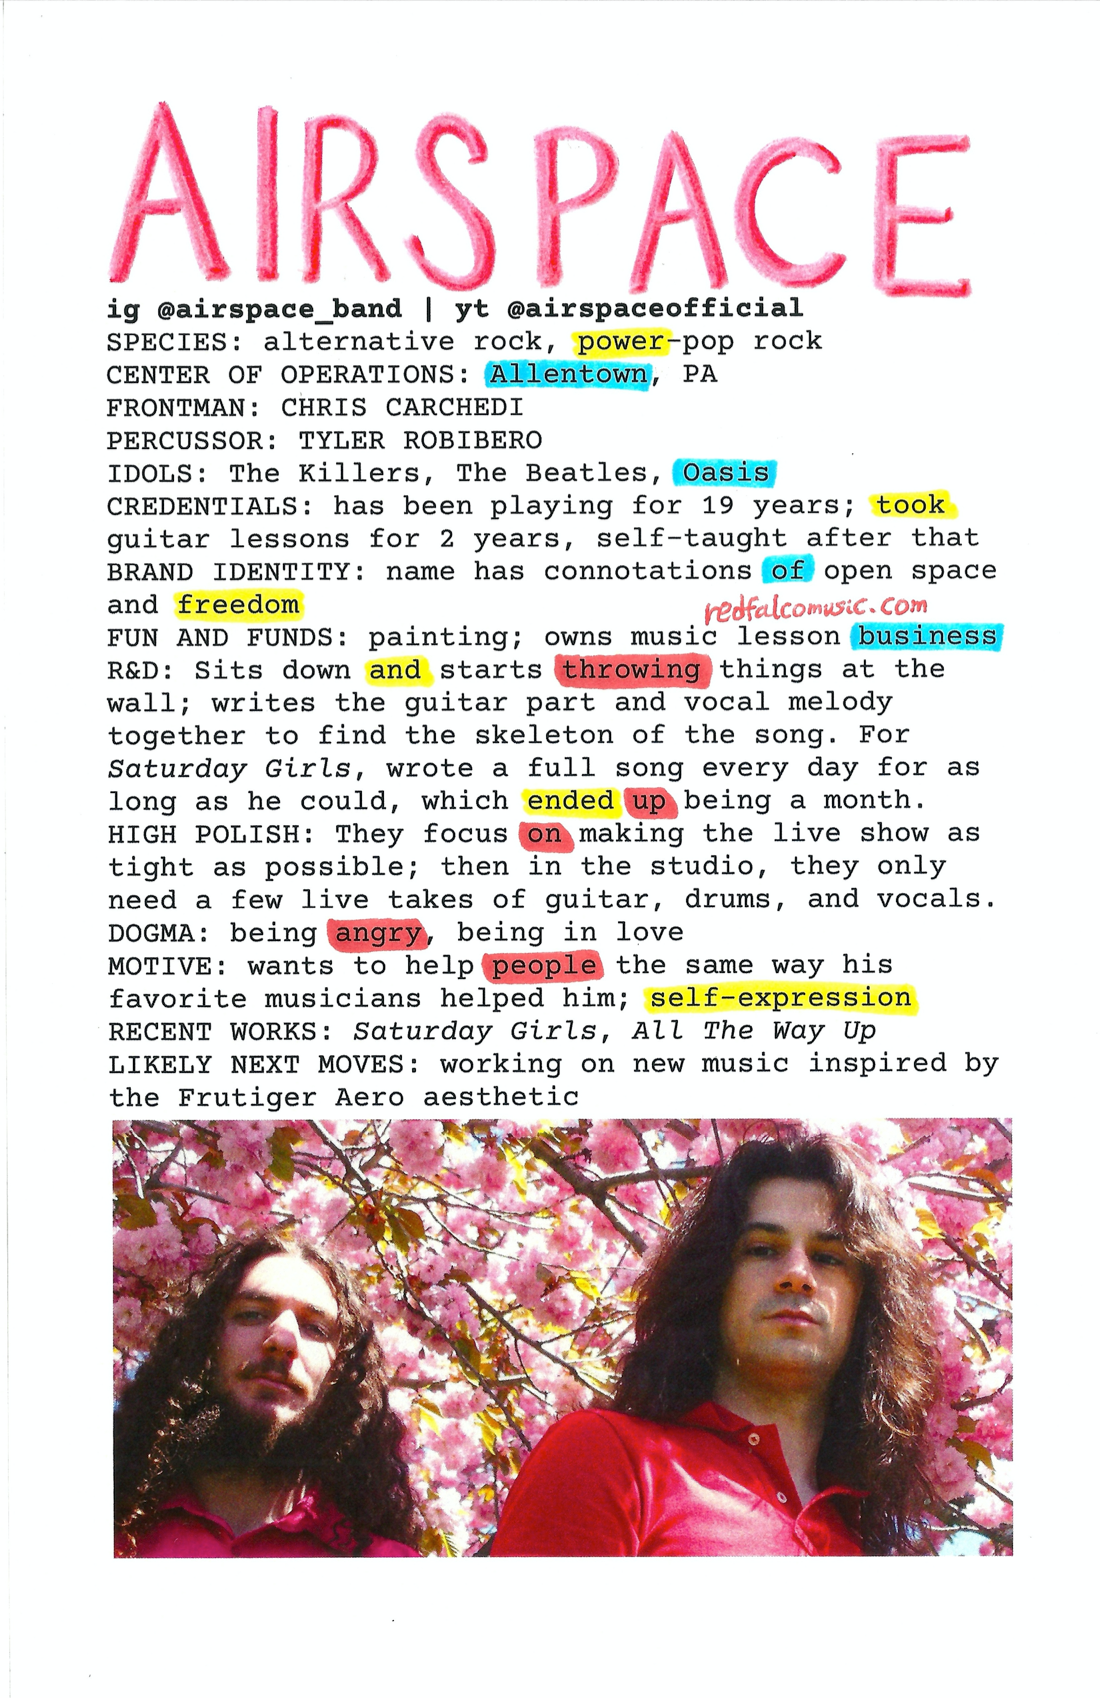 AIRSPACE
ig @airspace_band | yt @airspaceofficial
SPECIES: alternative rock, power-pop rock
CENTER OF OPERATIONS: Allentown, PA
FRONTMAN: CHRIS CARCHEDI
PERCUSSOR: TYLER ROBIBERO
IDOLS: The Killers, The Beatles, Oasis
CREDENTIALS: has been playing for 19 years; took
guitar lessons for 2 years, self-taught after that
BRAND IDENTITY: name has connotations of open space
and freedom
redfalcomusic.com
FUN AND FUNDS: painting; owns music lesson business
R&D: Sits down and starts throwing things at the
wall; writes the guitar part and vocal melody
together to find the skeleton of the song. For
Saturday Girls, wrote a full song every day for as
long as he could, which ended up being a month.
HIGH POLISH: They focus on making the live show as
tight as possible; then in the studio, they only
need a few live takes of guitar, drums, and vocals.
DOGMA: being angry, being in love
MOTIVE: wants to help people the same way his
favorite musicians helped him; self-expression
RECENT WORKS: Saturday Girls, All The Way Up
LIKELY NEXT MOVES: working on new music inspired by
the Frutiger Aero aesthetic